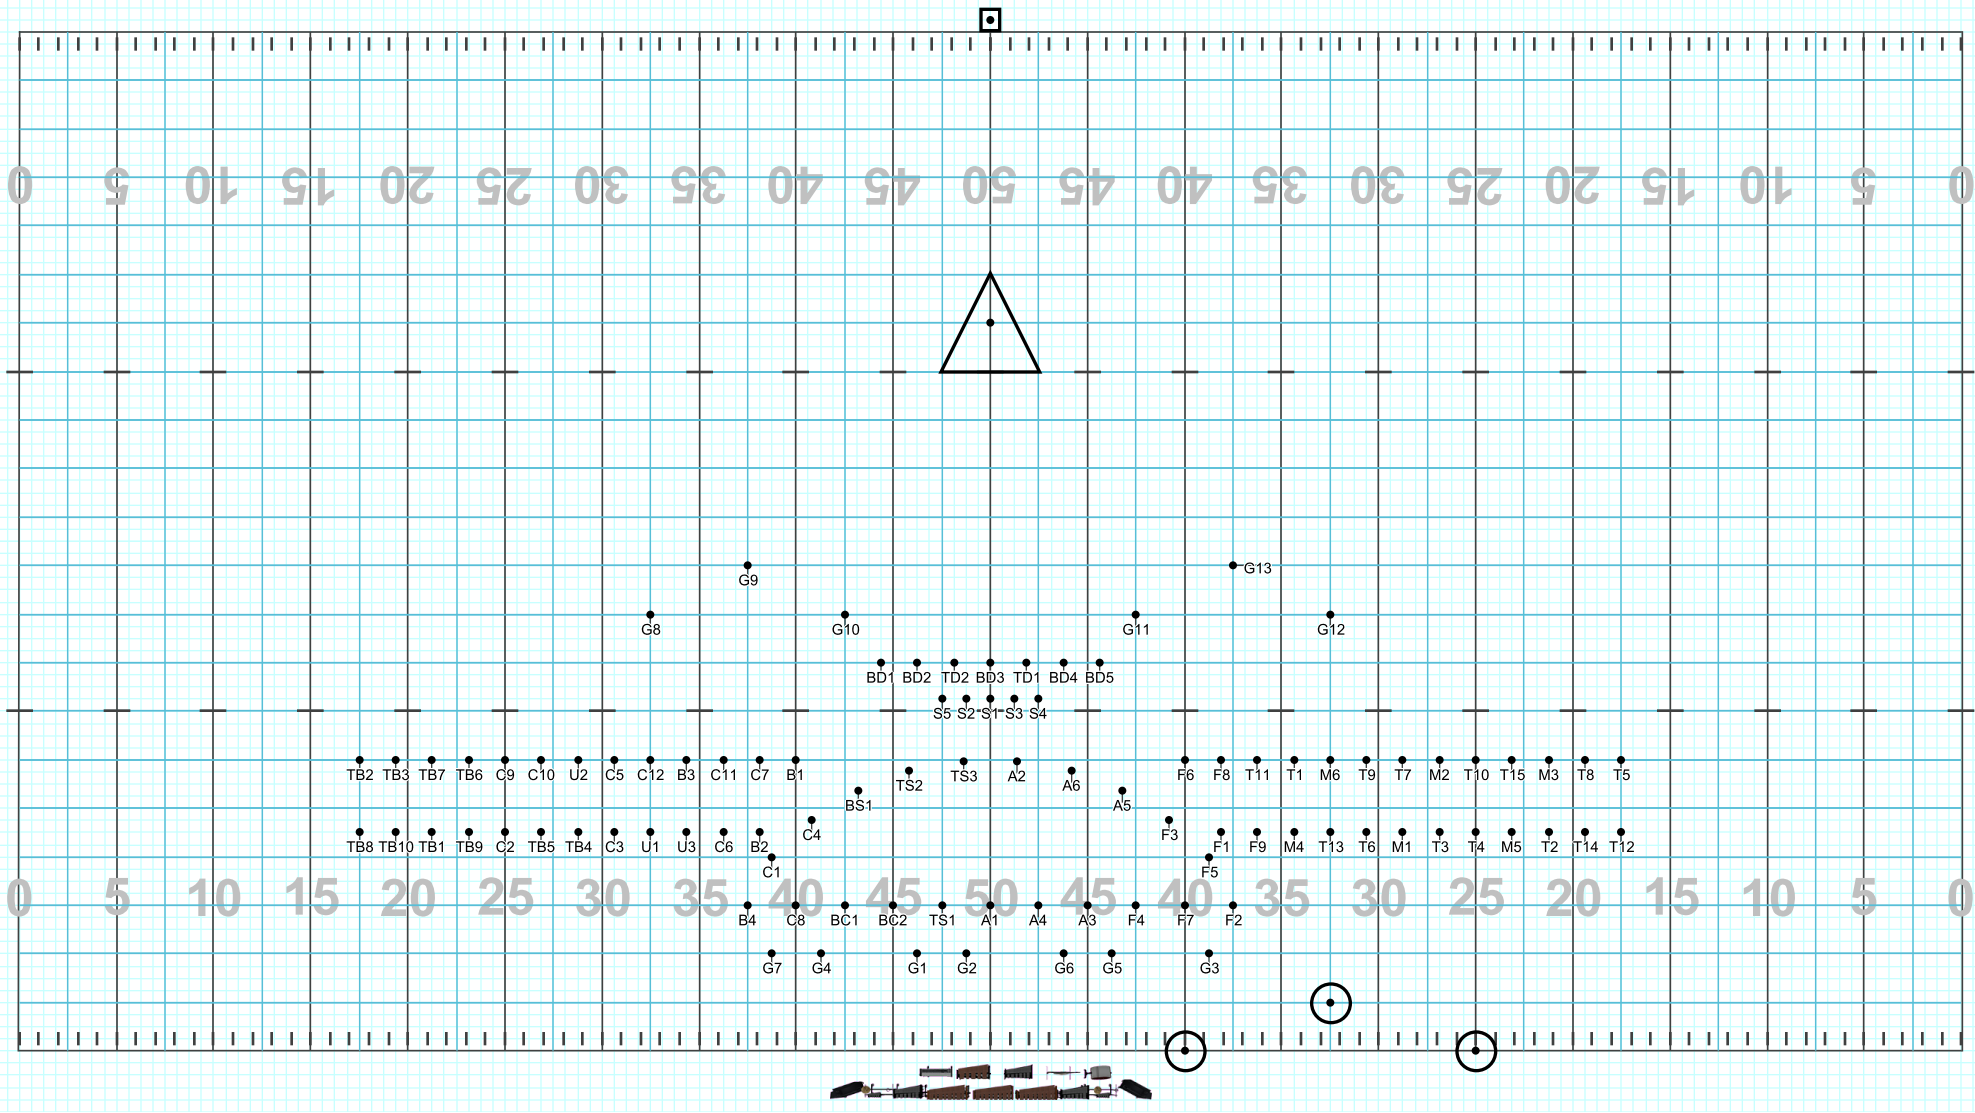 0 5 10 15 20 25 30 35 40 45 50 45 40 35 30 25 20 15 10 5 0
G9 G13
G8 G10 G11 G12
BD1 BD2 TD2 BD3 TD1 BD4 BD5
S5 S2 S1 S3 S4
TB2 TB3 TB7 TB6 C9 C10 U2 C5 C12 B3 C11 C7 B1 TS2 TS3 A2 A6 F6 F8 T11 T1 M6 T9 T7 M2 T10 T15 M3 T8 T5
BS1 A5
C4 F3
TB8 TB10 TB1 TB9 C2 TB5 TB4 C3 U1 U3 C6 B2 F1 F9 M4 T13 T6 M1 T3 T4 M5 T2 T14 T12
C1 F5
0 5 10 15 20 25 30 35 40 45 50 45 40 35 30 25 20 15 10 5 0
B4 C8 BC1 BC2 TS1 A1 A4 A3 F4 F7 F2
G7 G4 G1 G2 G6 G5 G3